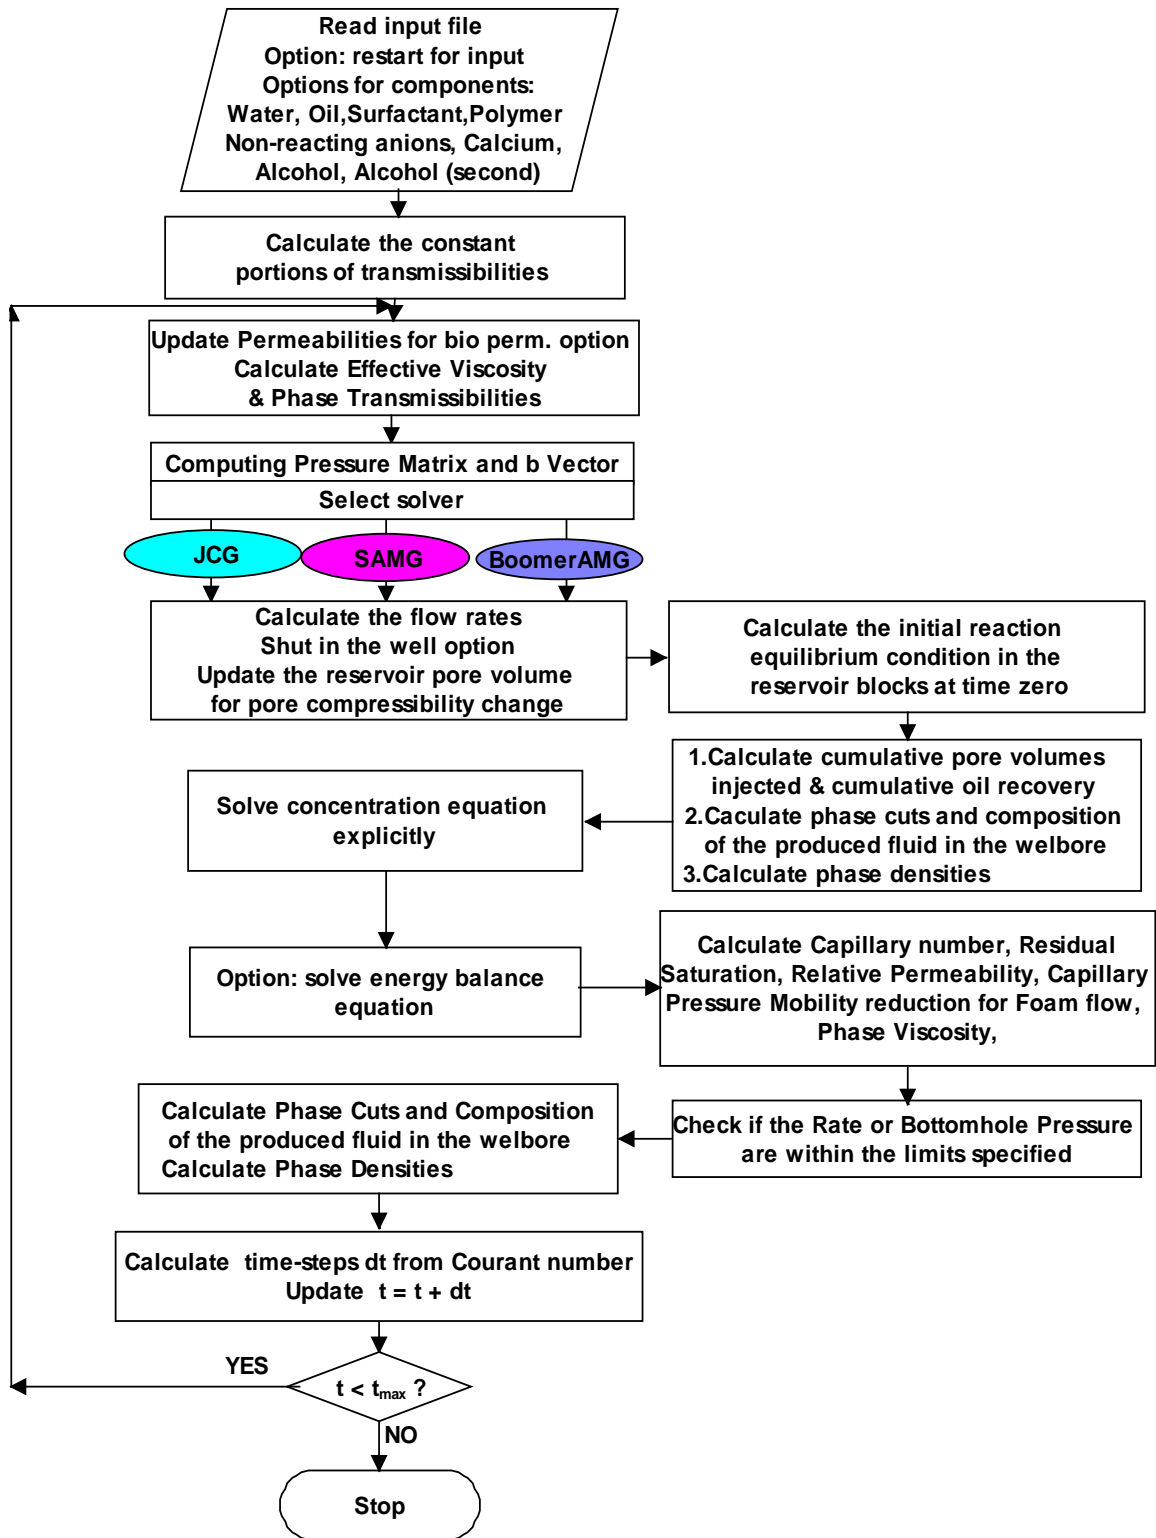 Read input file
Option: restart for input
Options for components:
Water, Oil,Surfactant,Polymer
Non-reacting anions, Calcium,
Alcohol, Alcohol (second)
Calculate the constant
portions of transmissibilities
Update Permeabilities for bio perm. option
Calculate Effective Viscosity
& Phase Transmissibilities
Computing Pressure Matrix and b Vector
Select solver
JCG
SAMG
BoomerAMG
Calculate the flow rates
Shut in the well option
Update the reservoir pore volume
for pore compressibility change
Calculate the initial reaction
equilibrium condition in the
reservoir blocks at time zero
1.Calculate cumulative pore volumes
injected & cumulative oil recovery
2.Caculate phase cuts and composition
of the produced fluid in the welbore
3.Calculate phase densities
Solve concentration equation
explicitly
Option: solve energy balance
equation
Calculate Capillary number, Residual
Saturation, Relative Permeability, Capillary
Pressure Mobility reduction for Foam flow,
Phase Viscosity,
Check if the Rate or Bottomhole Pressure
are within the limits specified
Calculate Phase Cuts and Composition
of the produced fluid in the welbore
Calculate Phase Densities
Calculate time-steps dt from Courant number
Update t = t + dt
YES
t < tmax ?
NO
Stop